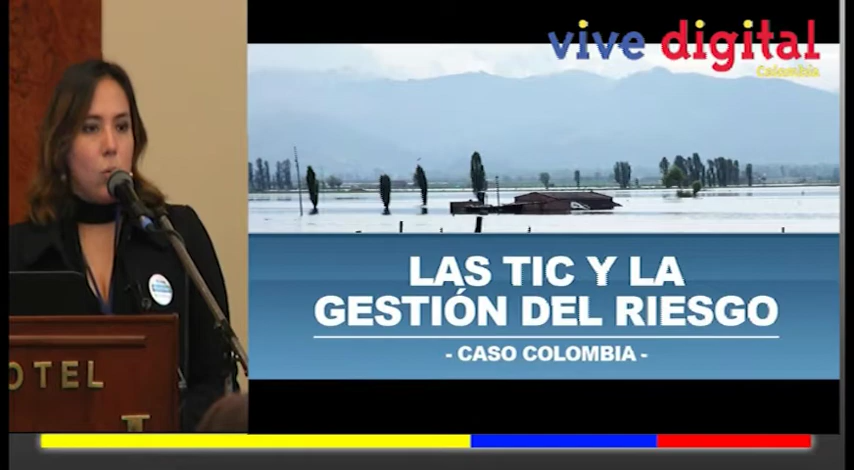 vive digital
Colombia
LAS TIC Y LA
GESTIÓN DEL RIESGO
- CASO COLOMBIA -
OTEL